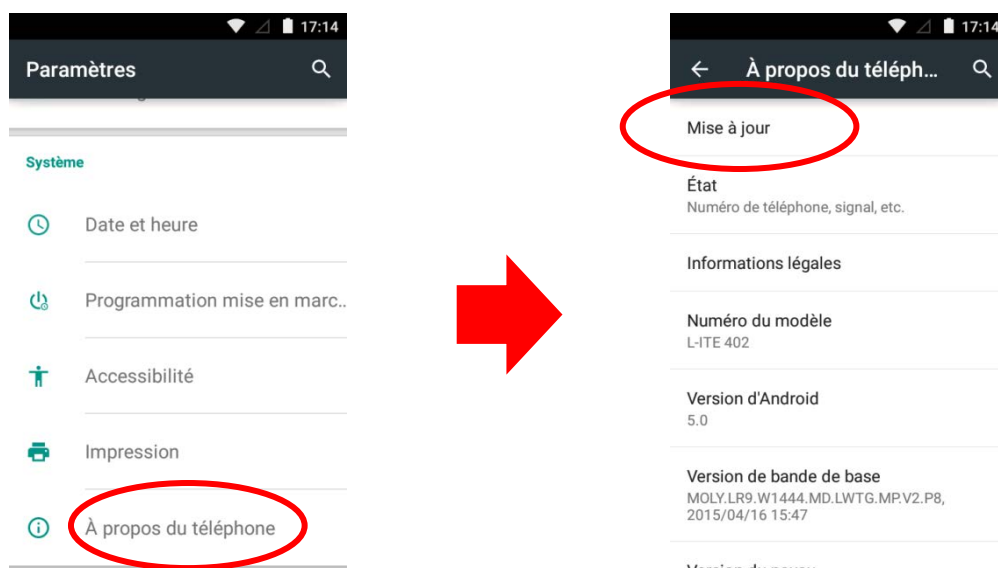 17:14
Paramètres
Système
Date et heure
Programmation mise en marc..
Accessibilité
Impression
À propos du téléphone
17:14
À propos du téléph...
Mise à jour
État
Numéro de téléphone, signal, etc.
Informations légales
Numéro du modèle
L-ITE 402
Version d'Android
5.0
Version de bande de base
MOLY.LR9.W1444.MD.LWTG.MP.V2.P8,
2015/04/16 15:47